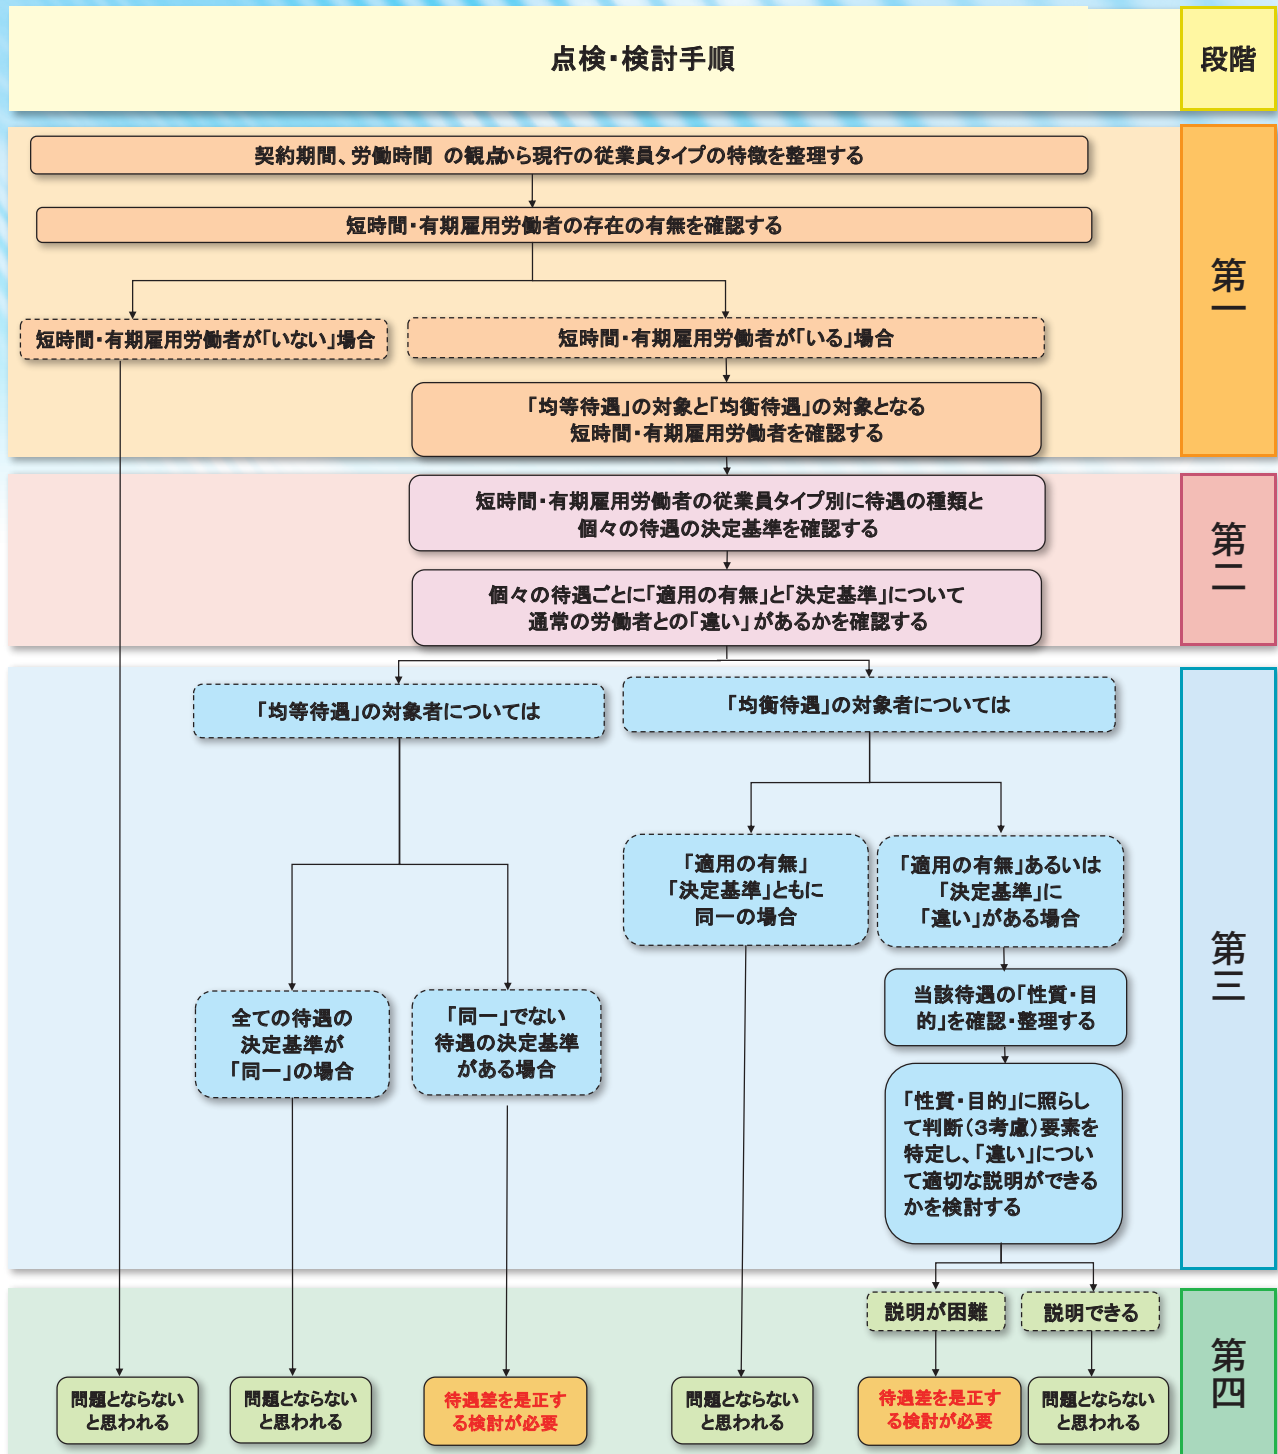 点検・検討手順
段階
契約期間、労働時間 の観点から現行の従業員タイプの特徴を整理する
短時間・有期雇用労働者の存在の有無を確認する
第一
短時間・有期雇用労働者が「いない」場合
短時間・有期雇用労働者が「いる」場合
「均等待遇」の対象と「均衡待遇」の対象となる
短時間・有期雇用労働者を確認する
短時間・有期雇用労働者の従業員タイプ別に待遇の種類と
個々の待遇の決定基準を確認する
第二
個々の待遇ごとに「適用の有無」と「決定基準」について
通常の労働者との「違い」があるかを確認する
「均等待遇」の対象者については
「均衡待遇」の対象者については
「適用の有無」
「決定基準」ともに
同一の場合
「適用の有無」あるいは
「決定基準」に
「違い」がある場合
第三
全ての待遇の
決定基準が
「同一」の場合
「同一」でない
待遇の決定基準
がある場合
当該待遇の「性質・目
的」を確認・整理する
「性質・目的」に照らし
て判断(3考慮)要素を
特定し、「違い」につい
て適切な説明ができる
かを検討する
説明が困難
説明できる
第四
問題とならない
と思われる
問題とならない
と思われる
待遇差を是正す
る検討が必要
問題とならない
と思われる
待遇差を是正す
る検討が必要
問題とならない
と思われる